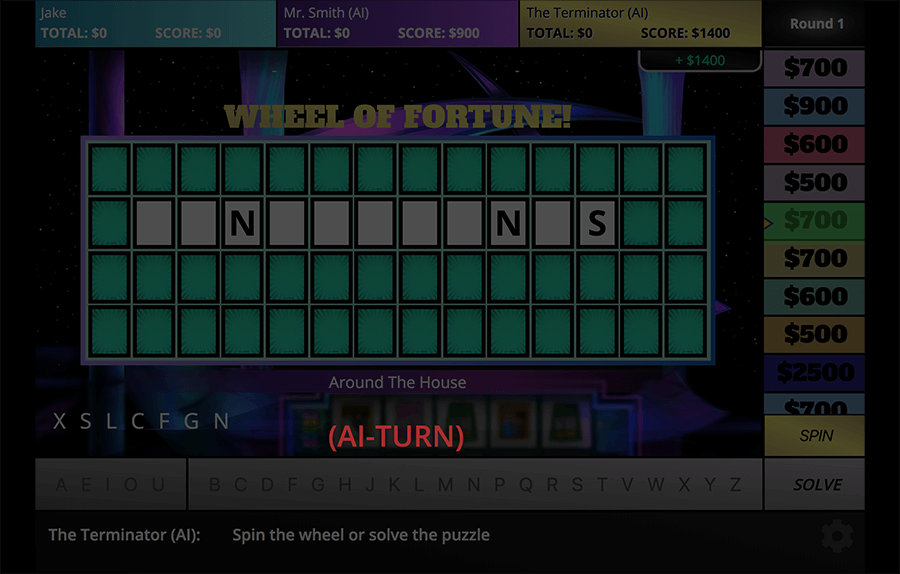 Jake
TOTAL: $0 SCORE: $0
Mr. Smith (AI)
TOTAL: $0 SCORE: $900
The Terminator (AI)
TOTAL: $0 SCORE: $1400
Round 1
+ $1400
WHEEL OF FORTUNE!
$700
$900
$600
$500
$700
$700
$600
$500
$2500
$700
N N S
Around The House
X S L C F G N
(AI-TURN)
SPIN
A E I O U
B C D F G H J K L M N P Q R S T V W X Y Z
SOLVE
The Terminator (AI): Spin the wheel or solve the puzzle